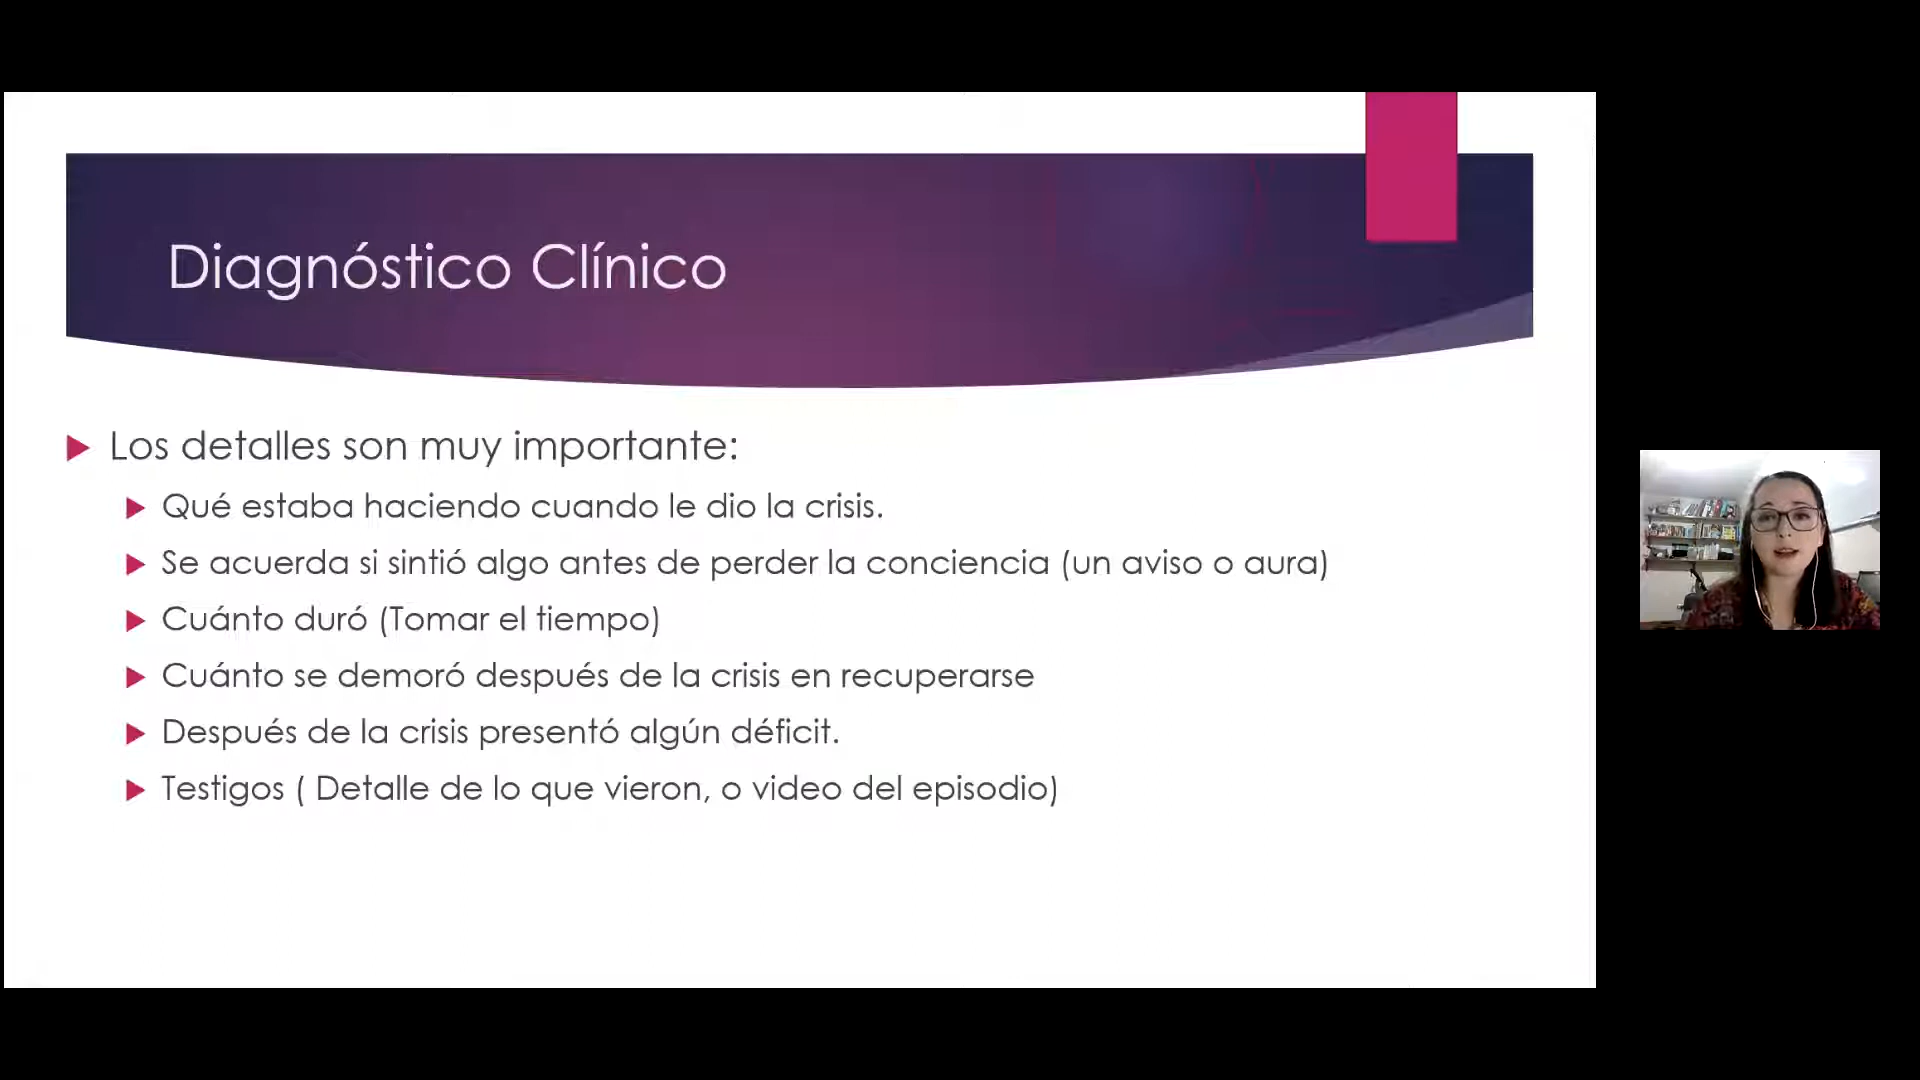 Diagnóstico Clínico
Los detalles son muy importante:
Qué estaba haciendo cuando le dio la crisis.
Se acuerda si sintió algo antes de perder la conciencia (un aviso o aura)
Cuánto duró (Tomar el tiempo)
Cuánto se demoró después de la crisis en recuperarse
Después de la crisis presentó algún déficit.
Testigos ( Detalle de lo que vieron, o video del episodio)